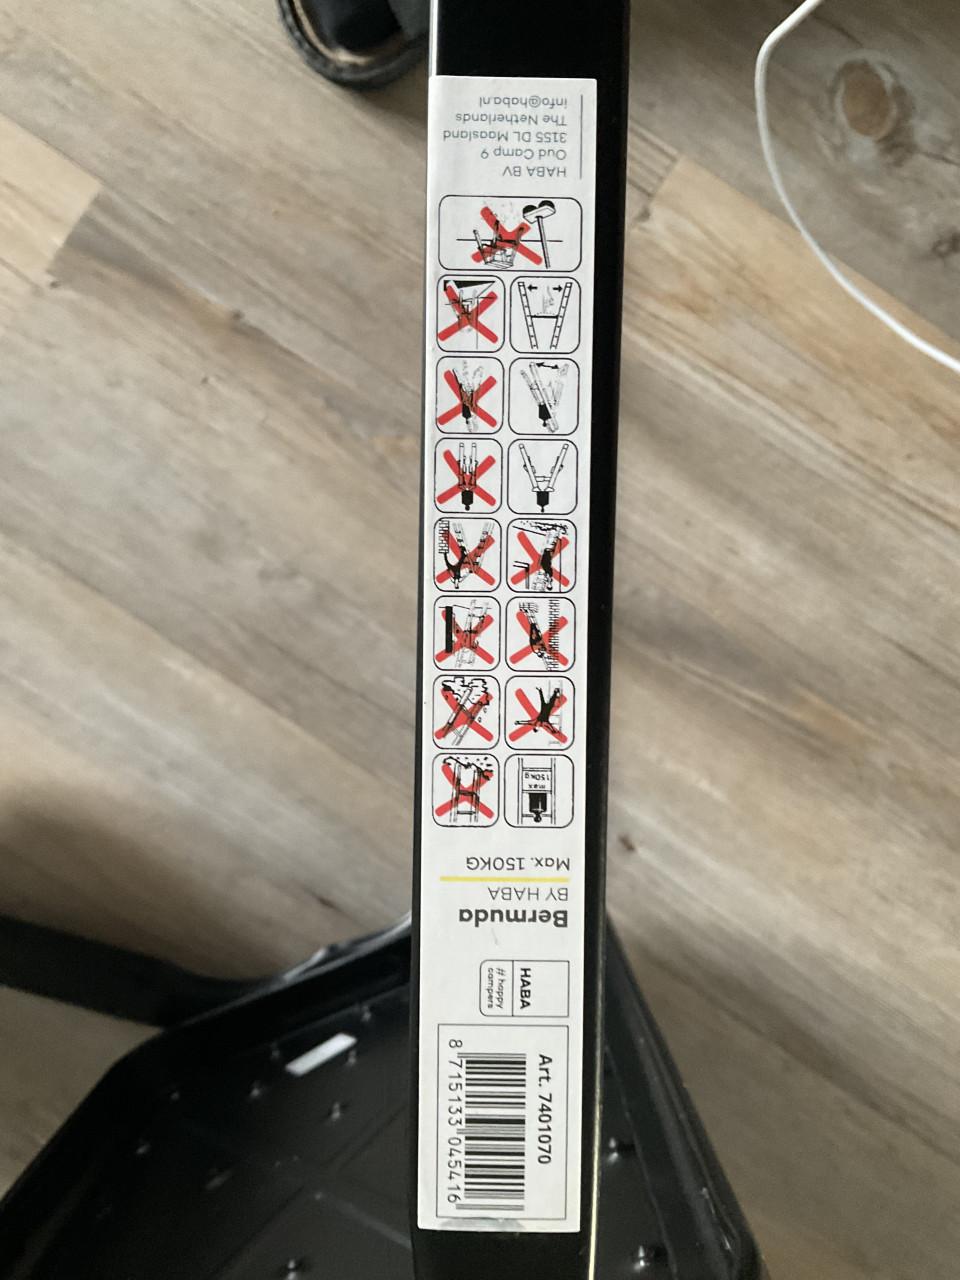 Art. 7401070
8 715133 045416
HABA
# happy
campers
Bermuda
BY HABA
Max. 150KG
max
150kg
HABA BV
Oud Camp 9
3155 DL Maasland
The Netherlands
info@haba.nl